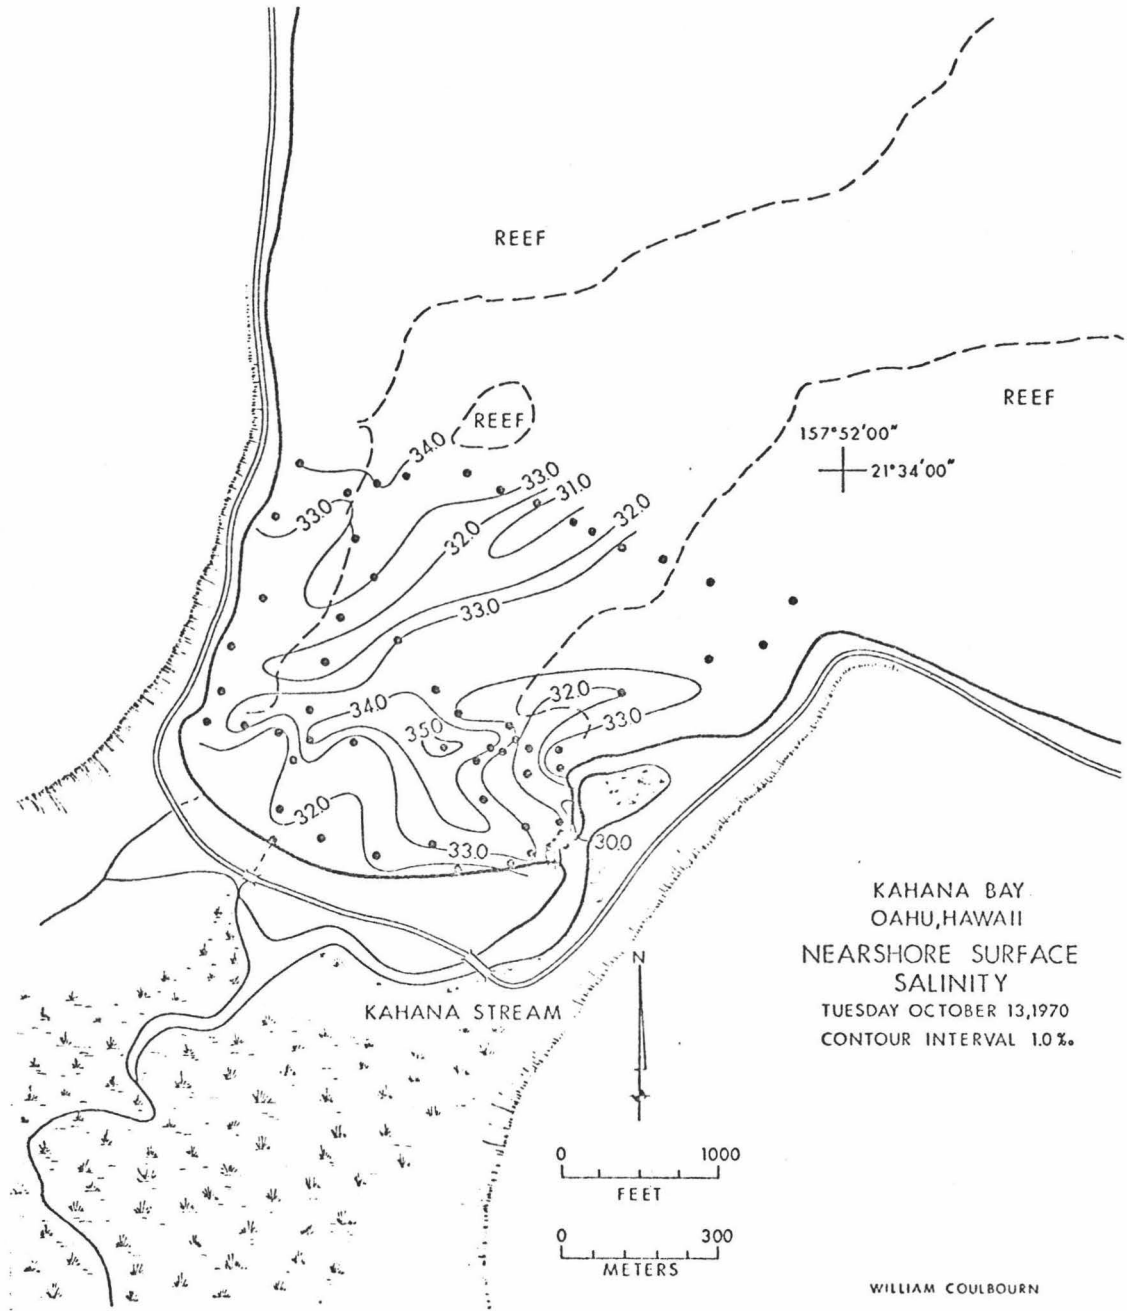 REEF
REEF
REEF
157°52'00"
21°34'00"
34.0
33.0
33.0
31.0
32.0
32.0
33.0
34.0
35.0
32.0
33.0
32.0
33.0
30.0
KAHANA BAY
OAHU, HAWAII
NEARSHORE SURFACE
SALINITY
TUESDAY OCTOBER 13, 1970
CONTOUR INTERVAL 1.0‰
N
KAHANA STREAM
0 1000
FEET
0 300
METERS
WILLIAM COULBOURN